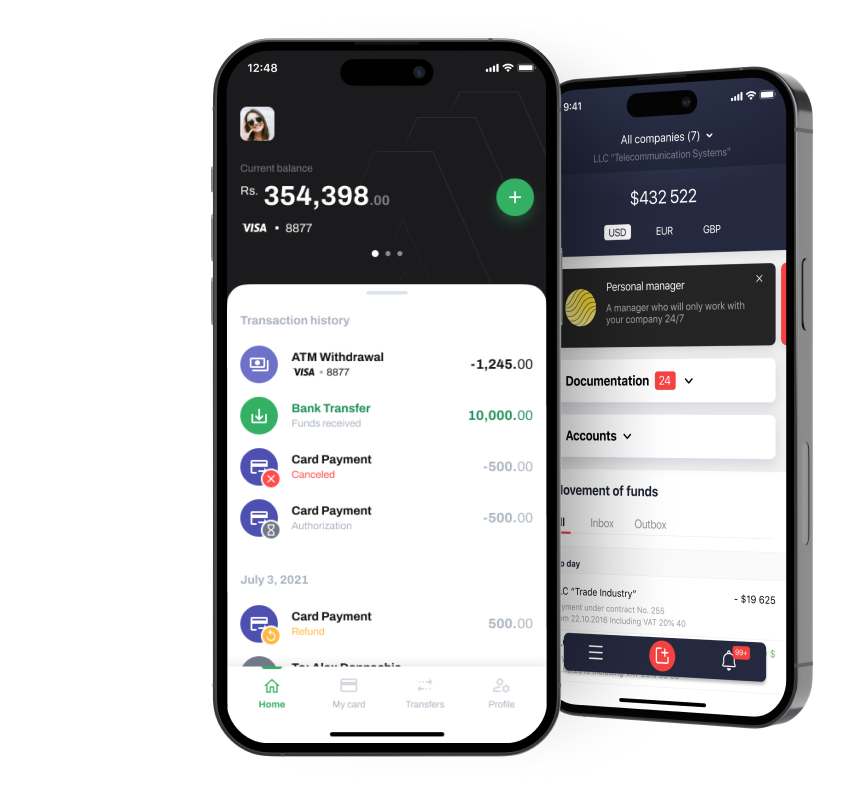 12:48
Current balance
Rs. 354,398.00
VISA • 8877
Transaction history
ATM Withdrawal
-1,245.00
VISA • 8877
Bank Transfer
10,000.00
Funds received
Card Payment
-500.00
Canceled
Card Payment
-500.00
Authorization
July 3, 2021
Card Payment
500.00
Refund
Home
My card
Transfers
Profile
9:41
All companies (7)
LLC "Telecommunication Systems"
$432 522
USD
EUR
GBP
Personal manager
A manager who will only work with
your company 24/7
Documentation 24
Accounts
ovement of funds
Inbox
Outbox
day
"Trade Industry"
- $19 625
yment under contract No. 255
om 22.10.2016 Including VAT 20% 40
99+
$